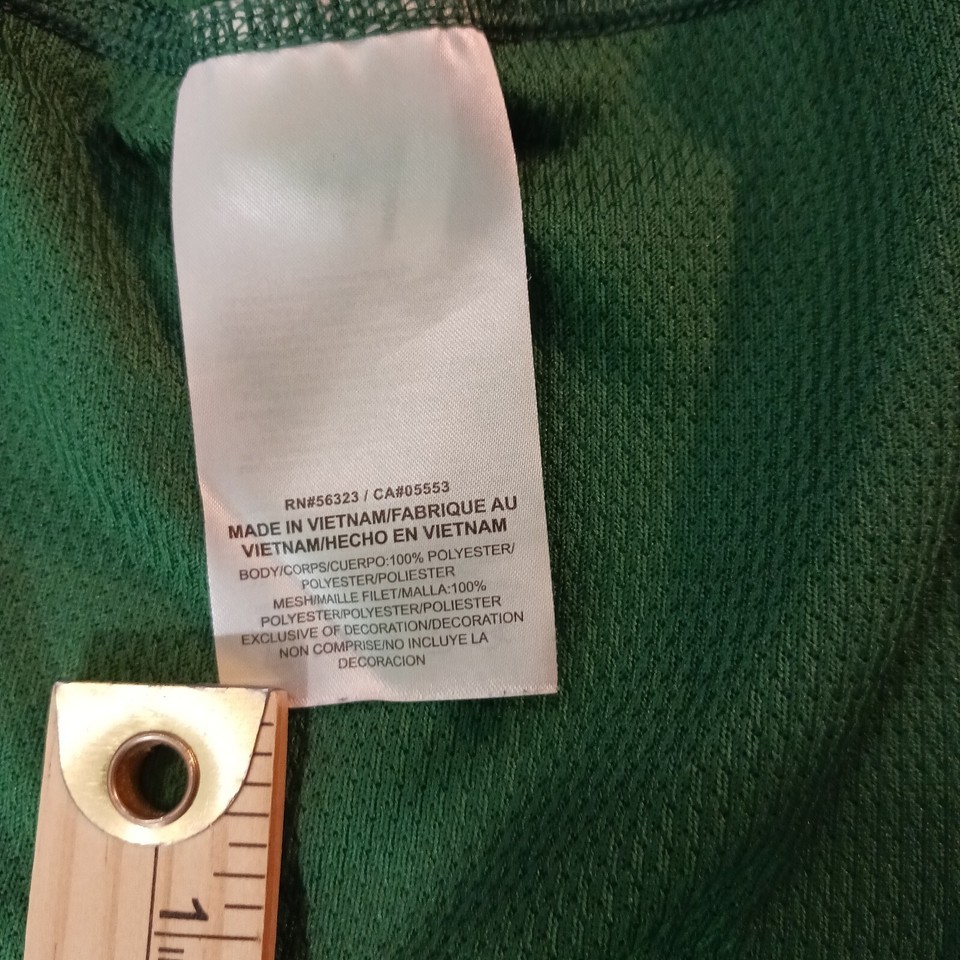 RN#56323 / CA#05553
MADE IN VIETNAM/FABRIQUE AU
VIETNAM/HECHO EN VIETNAM
BODY/CORPS/CUERPO:100% POLYESTER/
POLYESTER/POLIESTER
MESH/MAILLE FILET/MALLA:100%
POLYESTER/POLYESTER/POLIESTER
EXCLUSIVE OF DECORATION/DECORATION
NON COMPRISE/NO INCLUYE LA
DECORACION
1